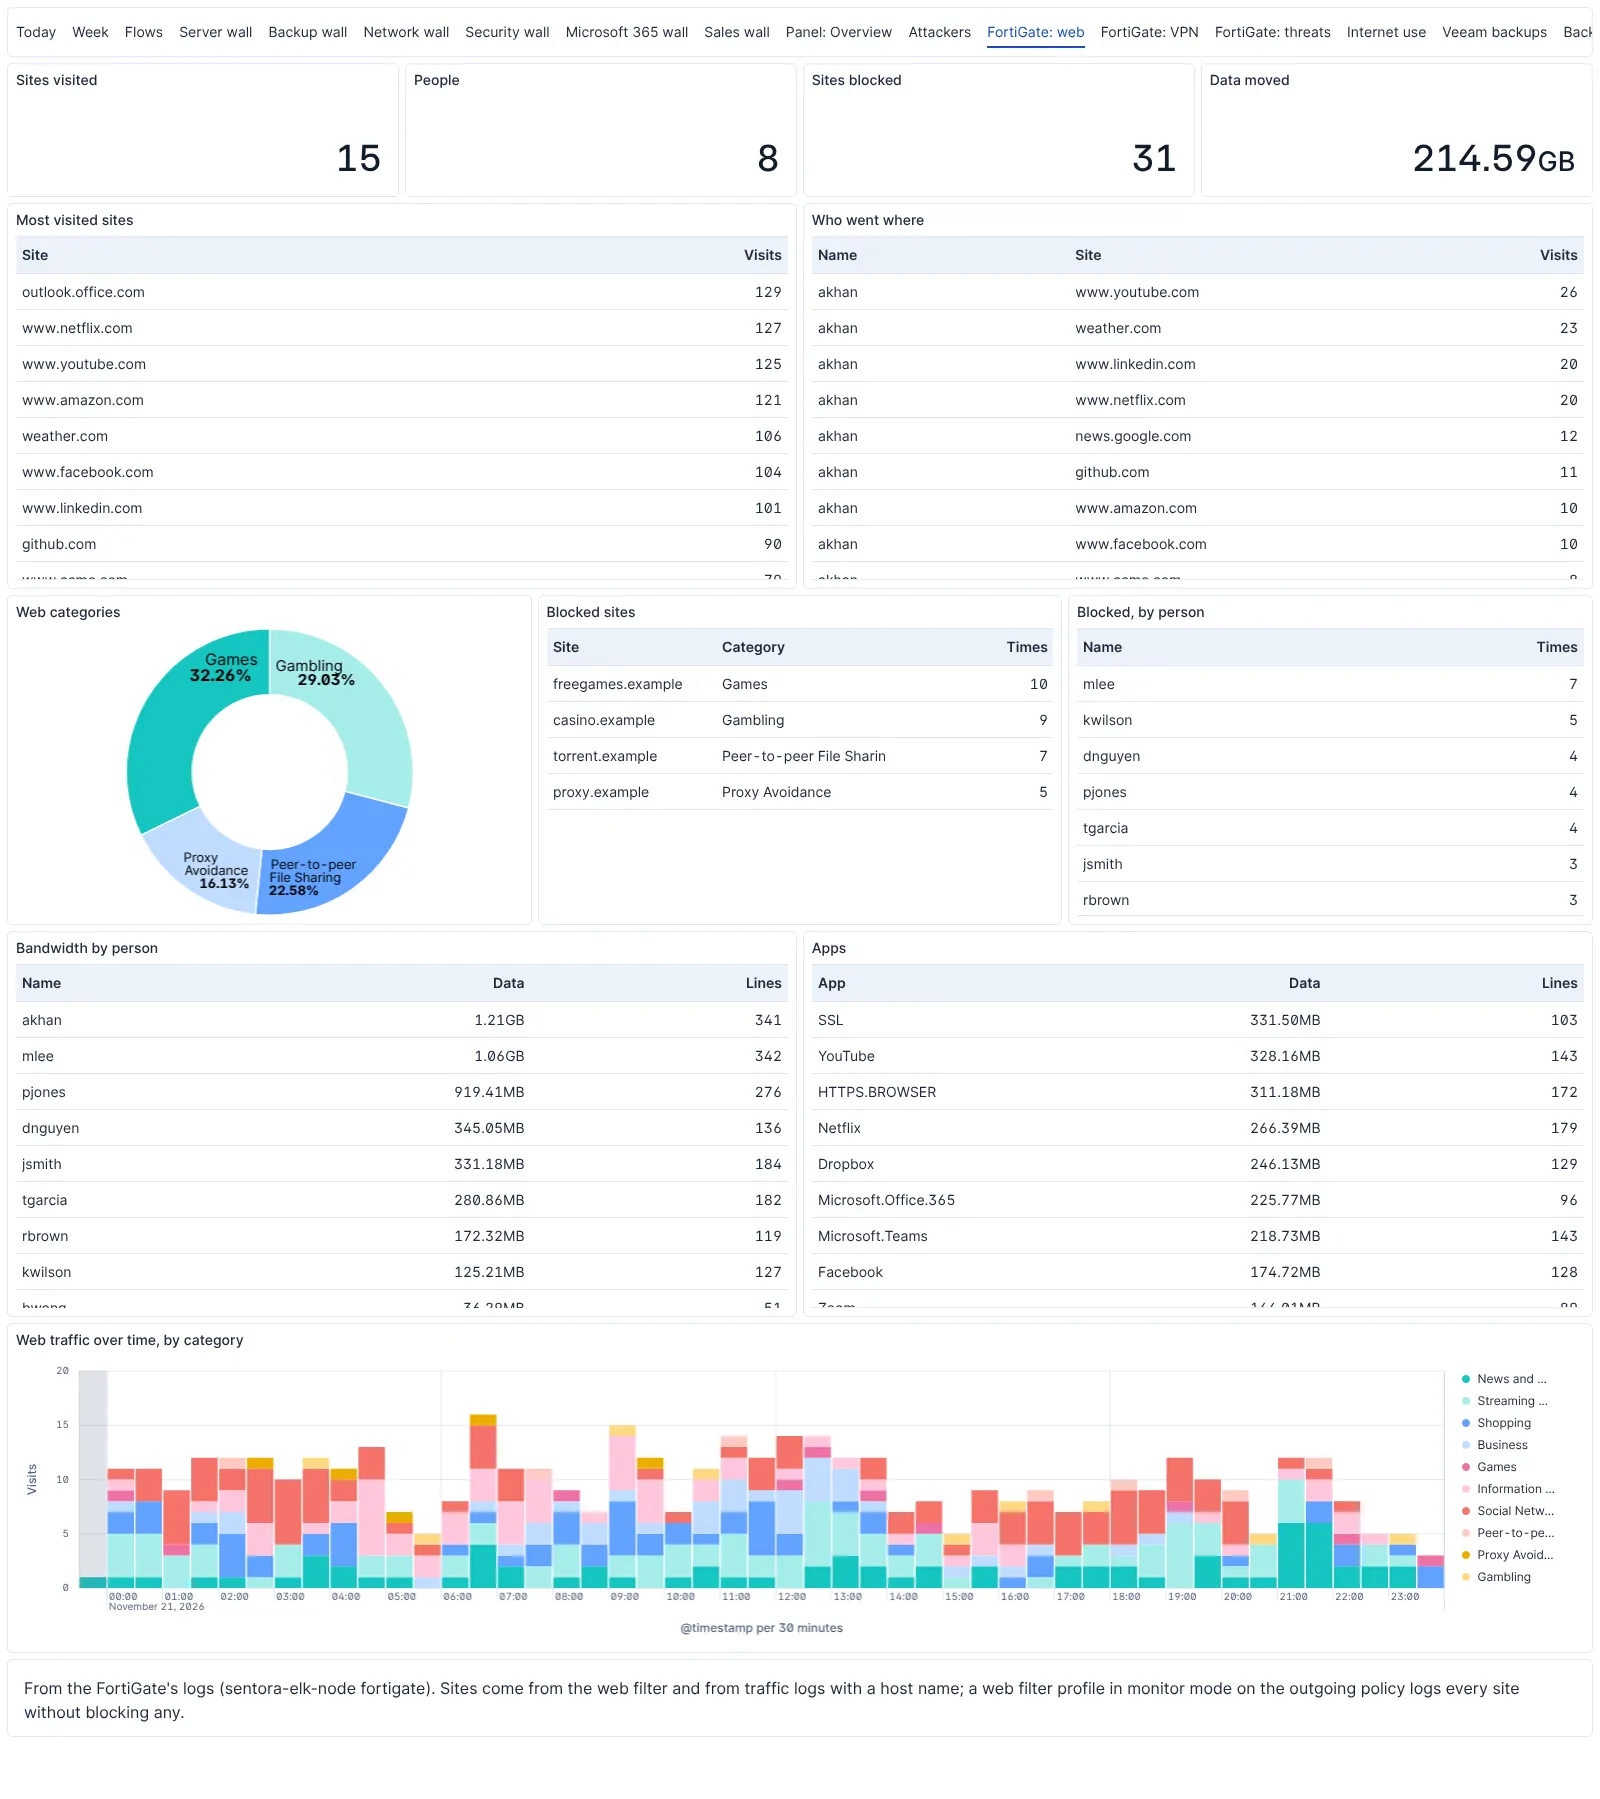 Today Week Flows Server wall Backup wall Network wall Security wall Microsoft 365 wall Sales wall Panel: Overview Attackers FortiGate: web FortiGate: VPN FortiGate: threats Internet use Veeam backups
Sites visited
15
People
8
Sites blocked
31
Data moved
214.59GB
Most visited sites
Site Visits
outlook.office.com 129
www.netflix.com 127
www.youtube.com 125
www.amazon.com 121
weather.com 106
www.facebook.com 104
www.linkedin.com 101
github.com 90
Who went where
Name Site Visits
akhan www.youtube.com 26
akhan weather.com 23
akhan www.linkedin.com 20
akhan www.netflix.com 20
akhan news.google.com 12
akhan github.com 11
akhan www.amazon.com 10
akhan www.facebook.com 10
Web categories
Games
32.26%
Gambling
29.03%
Proxy
Avoidance
16.13%
Peer-to-peer
File Sharing
22.58%
Blocked sites
Site Category Times
freegames.example Games 10
casino.example Gambling 9
torrent.example Peer-to-peer File Sharin 7
proxy.example Proxy Avoidance 5
Blocked, by person
Name Times
mlee 7
kwilson 5
dnguyen 4
pjones 4
tgarcia 4
jsmith 3
rbrown 3
Bandwidth by person
Name Data Lines
akhan 1.21GB 341
mlee 1.06GB 342
pjones 919.41MB 276
dnguyen 345.05MB 136
jsmith 331.18MB 184
tgarcia 280.86MB 182
rbrown 172.32MB 119
kwilson 125.21MB 127
Apps
App Data Lines
SSL 331.50MB 103
YouTube 328.16MB 143
HTTPS.BROWSER 311.18MB 172
Netflix 266.39MB 179
Dropbox 246.13MB 129
Microsoft.Office.365 225.77MB 96
Microsoft.Teams 218.73MB 143
Facebook 174.72MB 128
Web traffic over time, by category
Visits
20
15
10
5
0
00:00 01:00 02:00 03:00 04:00 05:00 06:00 07:00 08:00 09:00 10:00 11:00 12:00 13:00 14:00 15:00 16:00 17:00 18:00 19:00 20:00 21:00 22:00 23:00
November 21, 2026
@timestamp per 30 minutes
News and ...
Streaming ...
Shopping
Business
Games
Information ...
Social Netw...
Peer-to-pe...
Proxy Avoid...
Gambling
From the FortiGate's logs (sentora-elk-node fortigate). Sites come from the web filter and from traffic logs with a host name; a web filter profile in monitor mode on the outgoing policy logs every site
without blocking any.